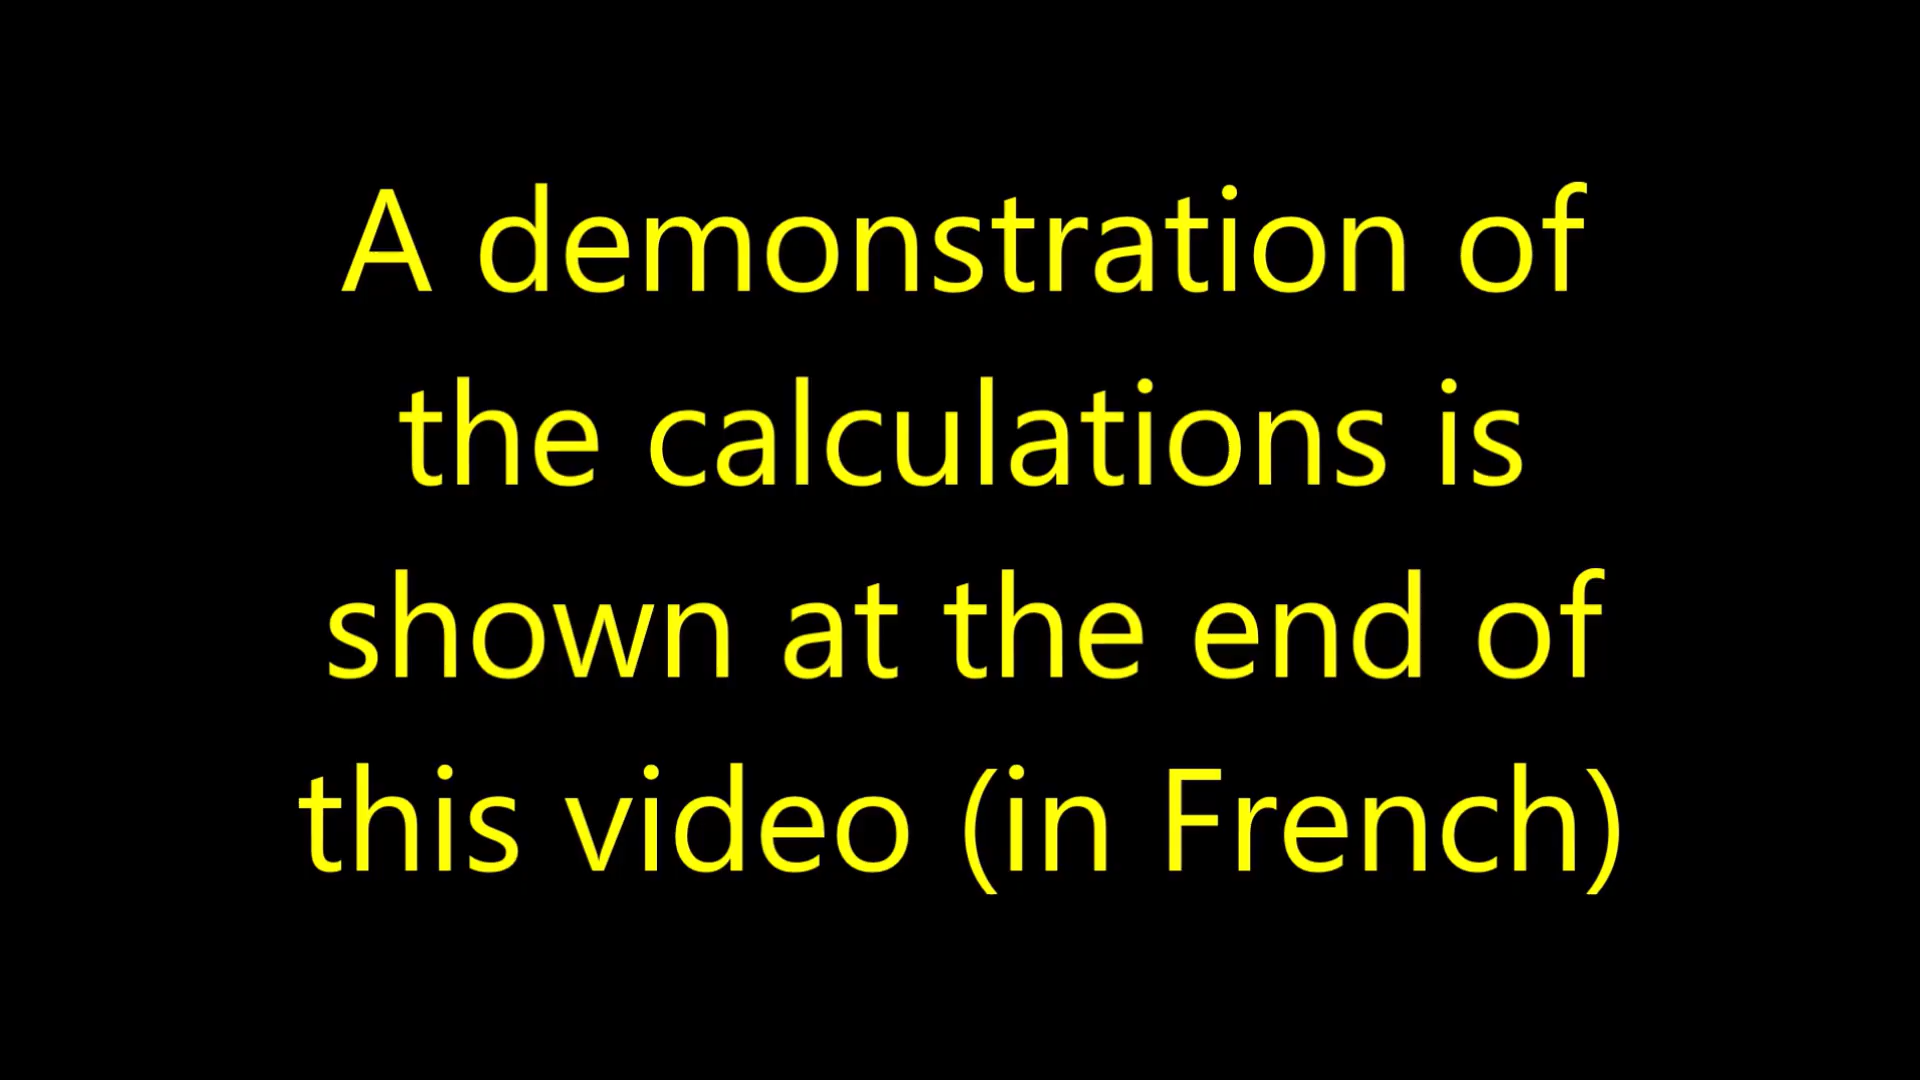 A demonstration of
the calculations is
shown at the end of
this video (in French)